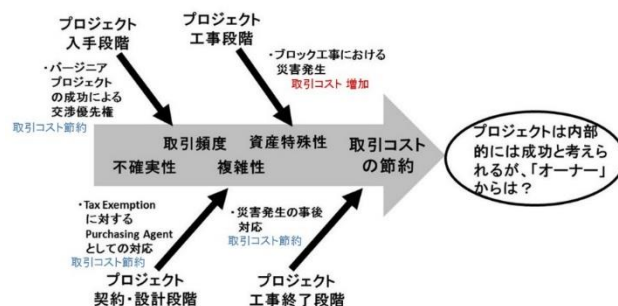 プロジェクト
入手段階
・バージニア
プロジェクト
の成功による
交渉優先権
取引コスト節約
プロジェクト
工事段階
・ブロック工事における
災害発生
取引コスト 増加
取引頻度
資産特殊性
不確実性
複雑性
取引コスト
の節約
プロジェクトは内部
的には成功と考えら
れるが、「オーナー」
からは？
・Tax Exemption
に対する
Purchasing Agent
としての対応
取引コスト節約
プロジェクト
契約・設計段階
・災害発生の事後
対応
取引コスト節約
プロジェクト
工事終了段階